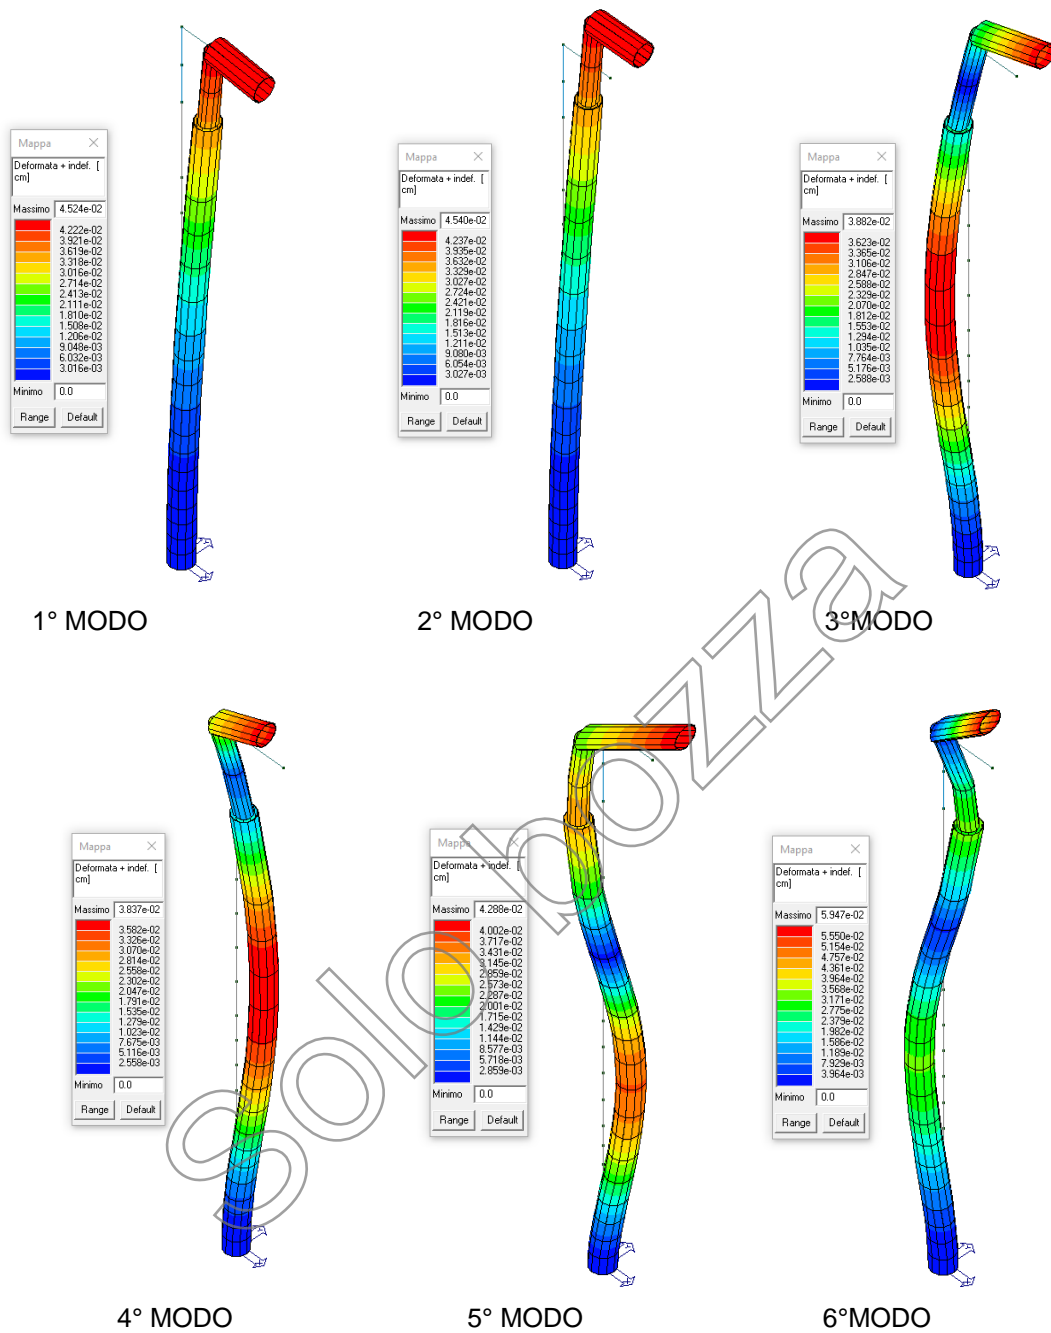 Mappa
Deformata + indef. [
cm]
Massimo 4.524e-02
4.222e-02
3.921e-02
3.619e-02
3.318e-02
3.016e-02
2.714e-02
2.413e-02
2.111e-02
1.810e-02
1.508e-02
1.206e-02
9.048e-03
6.032e-03
3.016e-03
Minimo 0.0
Range Default
Mappa
Deformata + indef. [
cm]
Massimo 4.540e-02
4.237e-02
3.935e-02
3.632e-02
3.329e-02
3.027e-02
2.724e-02
2.421e-02
2.119e-02
1.816e-02
1.513e-02
1.211e-02
9.080e-03
6.054e-03
3.027e-03
Minimo 0.0
Range Default
Mappa
Deformata + indef. [
cm]
Massimo 3.882e-02
3.623e-02
3.365e-02
3.106e-02
2.847e-02
2.588e-02
2.329e-02
2.070e-02
1.812e-02
1.553e-02
1.294e-02
1.035e-02
7.764e-03
5.176e-03
2.588e-03
Minimo 0.0
Range Default
1° MODO
2° MODO
3°MODO
Mappa
Deformata + indef. [
cm]
Massimo 3.837e-02
3.582e-02
3.326e-02
3.070e-02
2.814e-02
2.558e-02
2.302e-02
2.047e-02
1.791e-02
1.535e-02
1.279e-02
1.023e-02
7.675e-03
5.116e-03
2.558e-03
Minimo 0.0
Range Default
Mappa
Deformata + indef. [
cm]
Massimo 4.288e-02
4.002e-02
3.717e-02
3.431e-02
3.145e-02
2.859e-02
2.573e-02
2.287e-02
2.001e-02
1.715e-02
1.429e-02
1.144e-02
8.577e-03
5.718e-03
2.859e-03
Minimo 0.0
Range Default
Mappa
Deformata + indef. [
cm]
Massimo 5.947e-02
5.550e-02
5.154e-02
4.757e-02
4.361e-02
3.964e-02
3.568e-02
3.171e-02
2.775e-02
2.379e-02
1.982e-02
1.586e-02
1.189e-02
7.929e-03
3.964e-03
Minimo 0.0
Range Default
4° MODO
5° MODO
6°MODO
Solo bozza